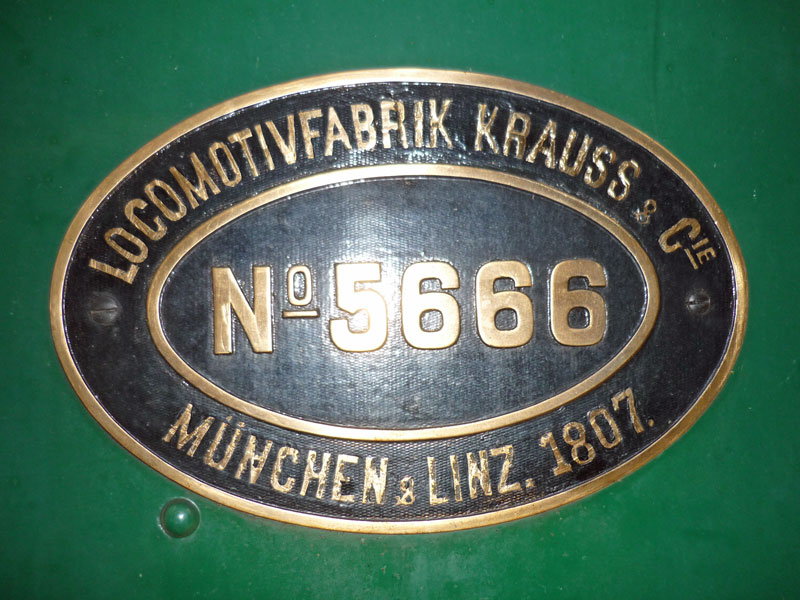 LOCOMOTIVFABRIK KRAUSS & CIE
No 5666
MÜNCHEN & LINZ. 1807.